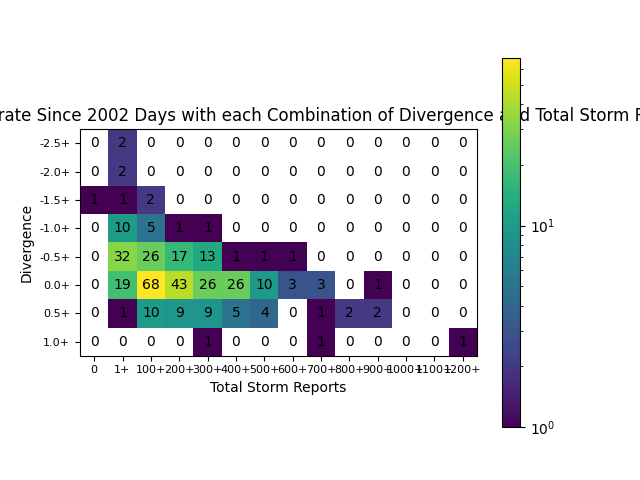 rate Since 2002 Days with each Combination of Divergence and Total Storm R
Divergence
-2.5+ 0 2 0 0 0 0 0 0 0 0 0 0 0 0
-2.0+ 0 2 0 0 0 0 0 0 0 0 0 0 0 0
-1.5+ 1 1 2 0 0 0 0 0 0 0 0 0 0 0
-1.0+ 0 10 5 1 1 0 0 0 0 0 0 0 0 0
-0.5+ 0 32 26 17 13 1 1 1 0 0 0 0 0 0
0.0+ 0 19 68 43 26 26 10 3 3 0 1 0 0 0
0.5+ 0 1 10 9 9 5 4 0 1 2 2 0 0 0
1.0+ 0 0 0 0 1 0 0 0 1 0 0 0 0 1
0 1+ 100+ 200+ 300+ 400+ 500+ 600+ 700+ 800+ 900+ 1000+ 1100+ 1200+
Total Storm Reports
10^1
10^0